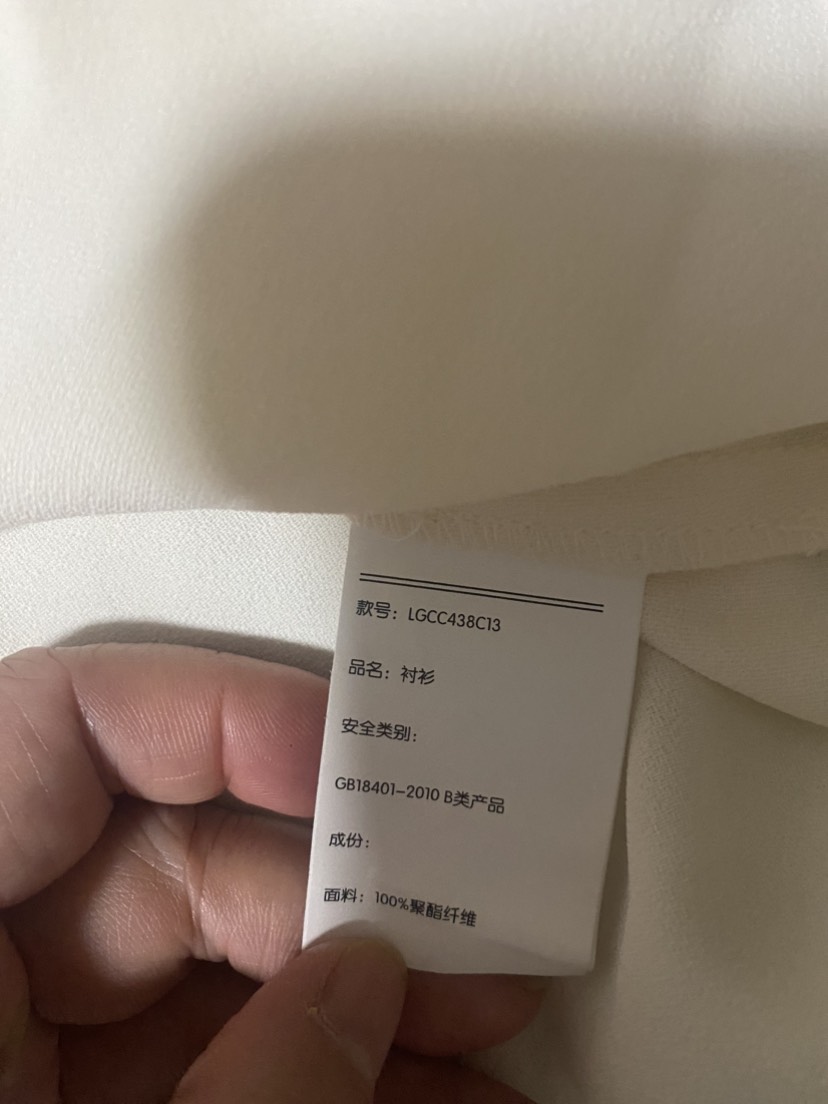 款号：LGCC438C13
品名：衬衫
安全类别：
GB18401-2010 B类产品
成份：
面料：100%聚酯纤维